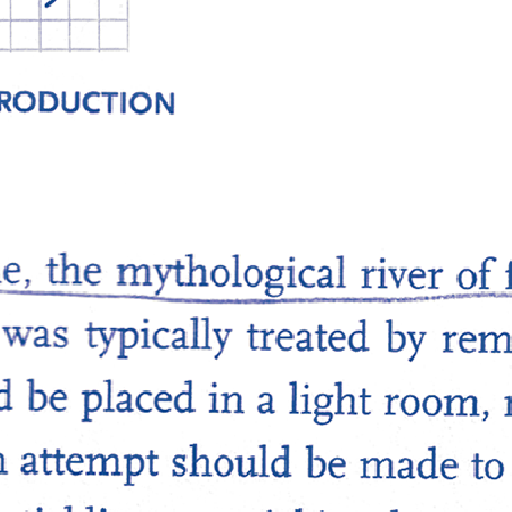 RODUCTION
e, the mythological river of f
was typically treated by rem
d be placed in a light room, r
n attempt should be made to